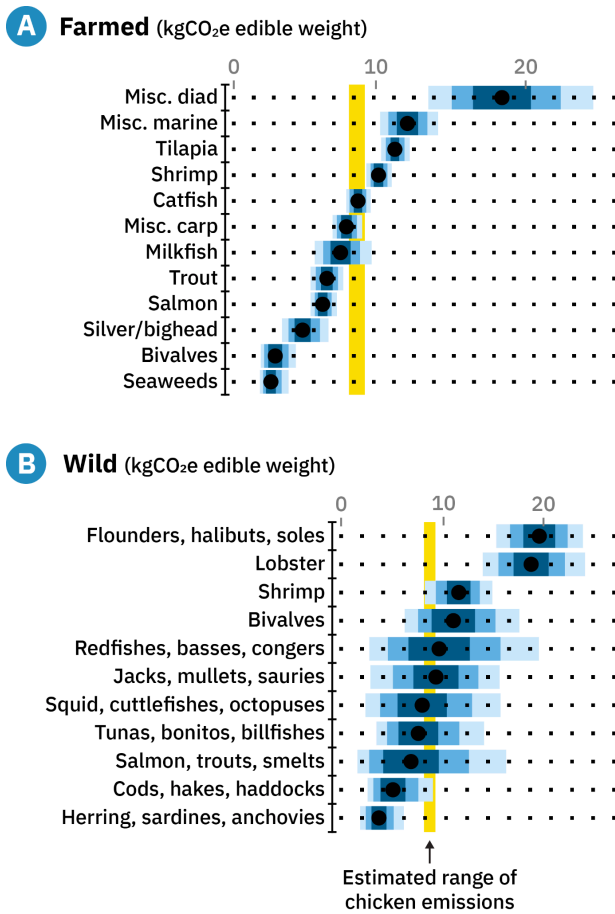 A Farmed (kgCO₂e edible weight)
0 10 20
Misc. diad
Misc. marine
Tilapia
Shrimp
Catfish
Misc. carp
Milkfish
Trout
Salmon
Silver/bighead
Bivalves
Seaweeds
B Wild (kgCO₂e edible weight)
0 10 20
Flounders, halibuts, soles
Lobster
Shrimp
Bivalves
Redfishes, basses, congers
Jacks, mullets, sauries
Squid, cuttlefishes, octopuses
Tunas, bonitos, billfishes
Salmon, trouts, smelts
Cods, hakes, haddocks
Herring, sardines, anchovies
Estimated range of
chicken emissions